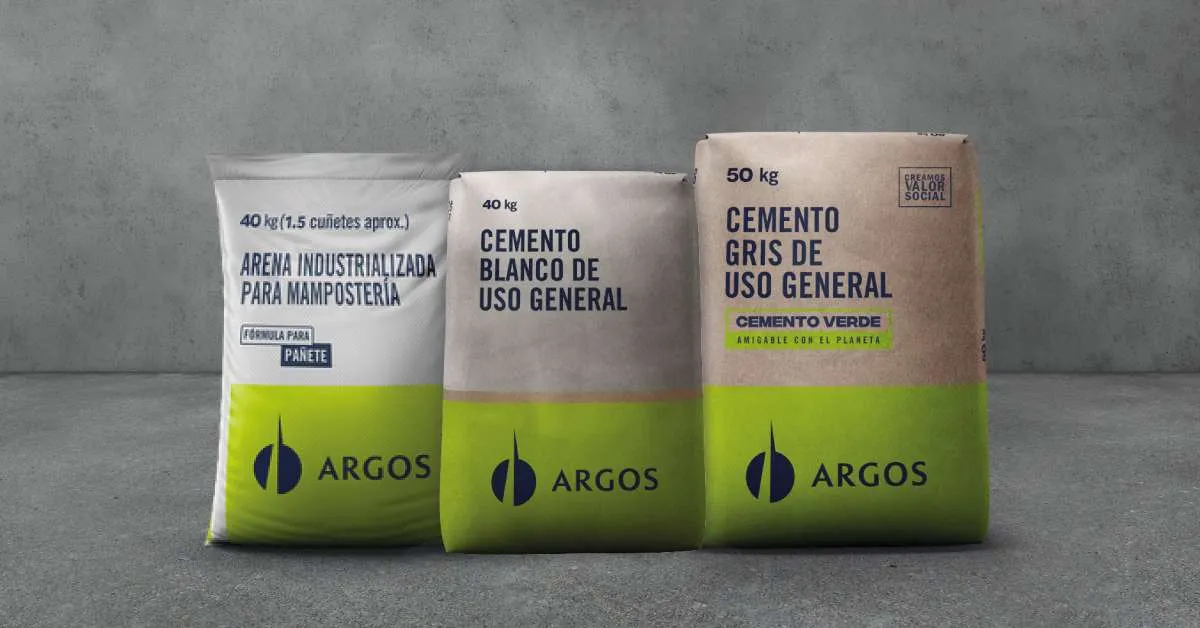 40 kg (1.5 cuñetes aprox.)
ARENA INDUSTRIALIZADA
PARA MAMPOSTERÍA
FÓRMULA PARA
PAÑETE
ARGOS
40 kg
CEMENTO
BLANCO DE
USO GENERAL
ARGOS
50 kg
CREAMOS
VALOR
SOCIAL
CEMENTO
GRIS DE
USO GENERAL
CEMENTO VERDE
AMIGABLE CON EL PLANETA
ARGOS